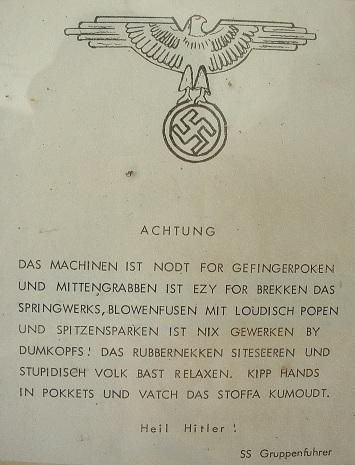 ACHTUNG
DAS MACHINEN IST NODT FOR GEFINGERPOKEN
UND MITTENGRABBEN IST EZY FOR BREKKEN DAS
SPRINGWERKS, BLOWENFUSEN MIT LOUDISCH POPEN
UND SPITZENSPARKEN IST NIX GEWERKEN BY
DUMKOPFS! DAS RUBBERNEKKEN SITESEEREN UND
STUPIDISCH VOLK BAST RELAXEN. KIPP HANDS
IN POKKETS UND VATCH DAS STOFFA KUMOUDT.
Heil Hitler!
SS Gruppenfuhrer